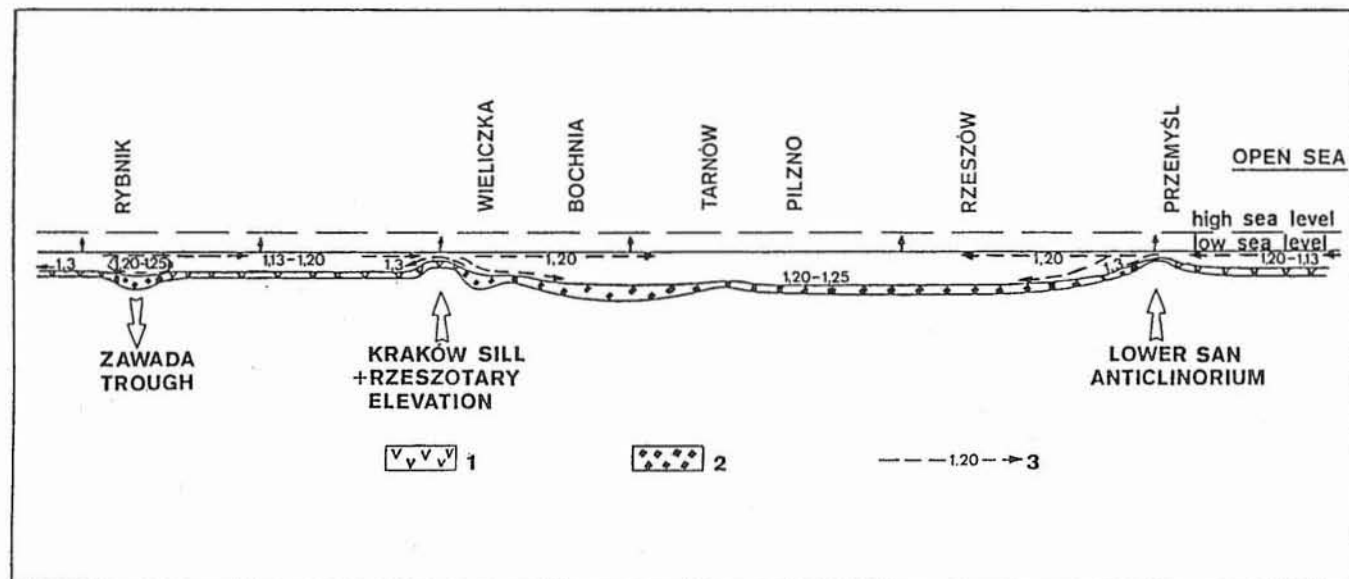 RYBNIK
WIELICZKA
BOCHNIA
TARNÓW
PILZNO
RZESZÓW
PRZEMYŚL
OPEN SEA
high sea level
low sea level
1,3
1,20-1,25
1,13-1,20
1,3
1,20
1,20-1,25
1,20
1,3
1,20-1,13
ZAWADA
TROUGH
KRAKÓW SILL
+RZESZOTARY
ELEVATION
LOWER SAN
ANTICLINORIUM
1
2
1.20
3